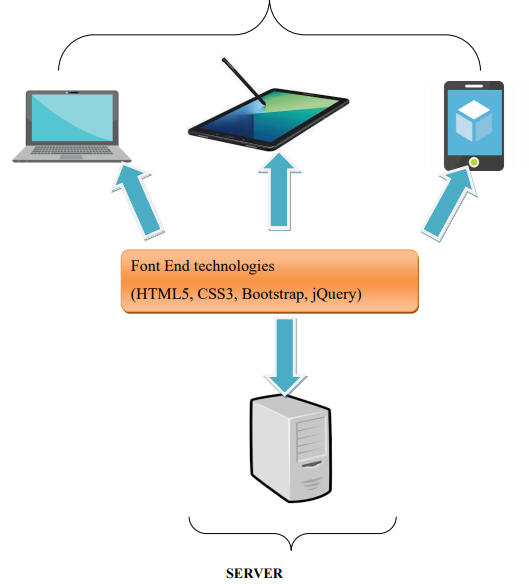 Font End technologies
(HTML5, CSS3, Bootstrap, jQuery)
SERVER